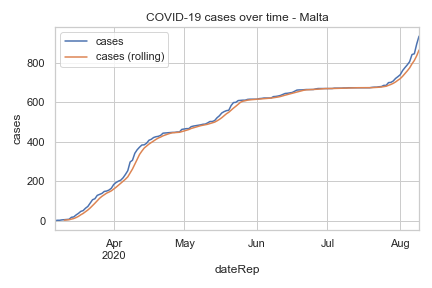 COVID-19 cases over time - Malta
cases
cases (rolling)
cases
800
600
400
200
0
Apr
2020
May
Jun
Jul
Aug
dateRep